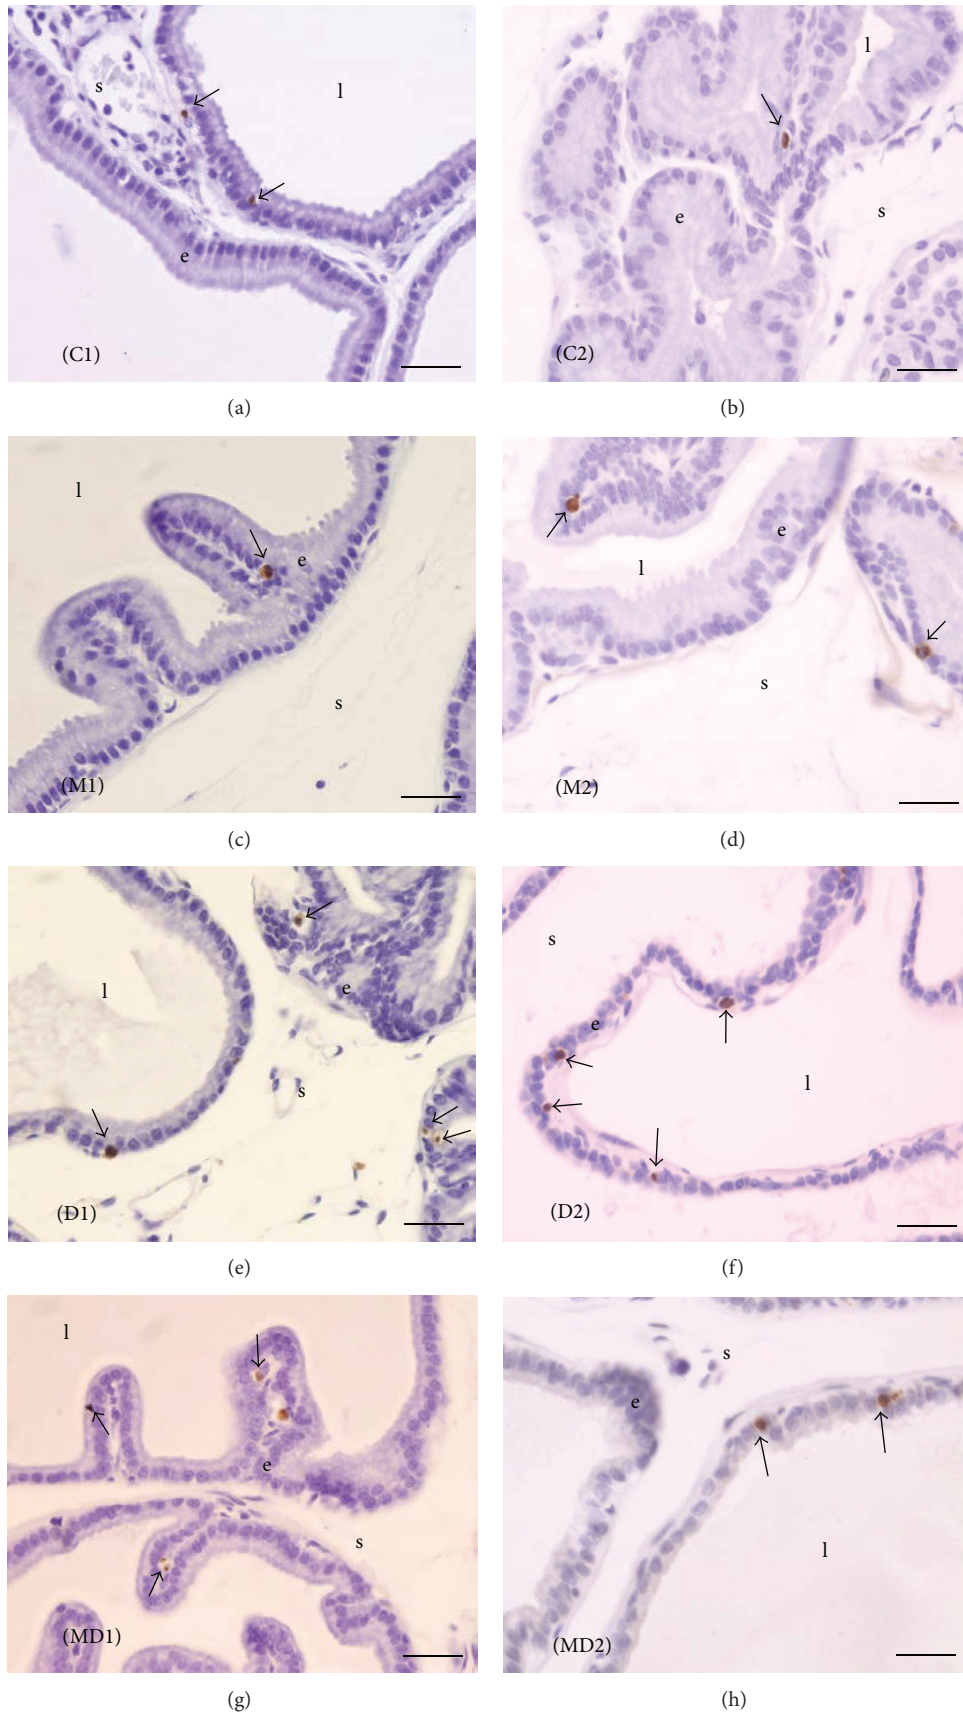 s
l
e
(C1)
(a)
l
e
s
(C2)
(b)
l
e
s
(M1)
(c)
e
l
s
(M2)
(d)
l
e
s
(D1)
(e)
s
e
l
(D2)
(f)
l
e
s
(MD1)
(g)
s
e
l
(MD2)
(h)